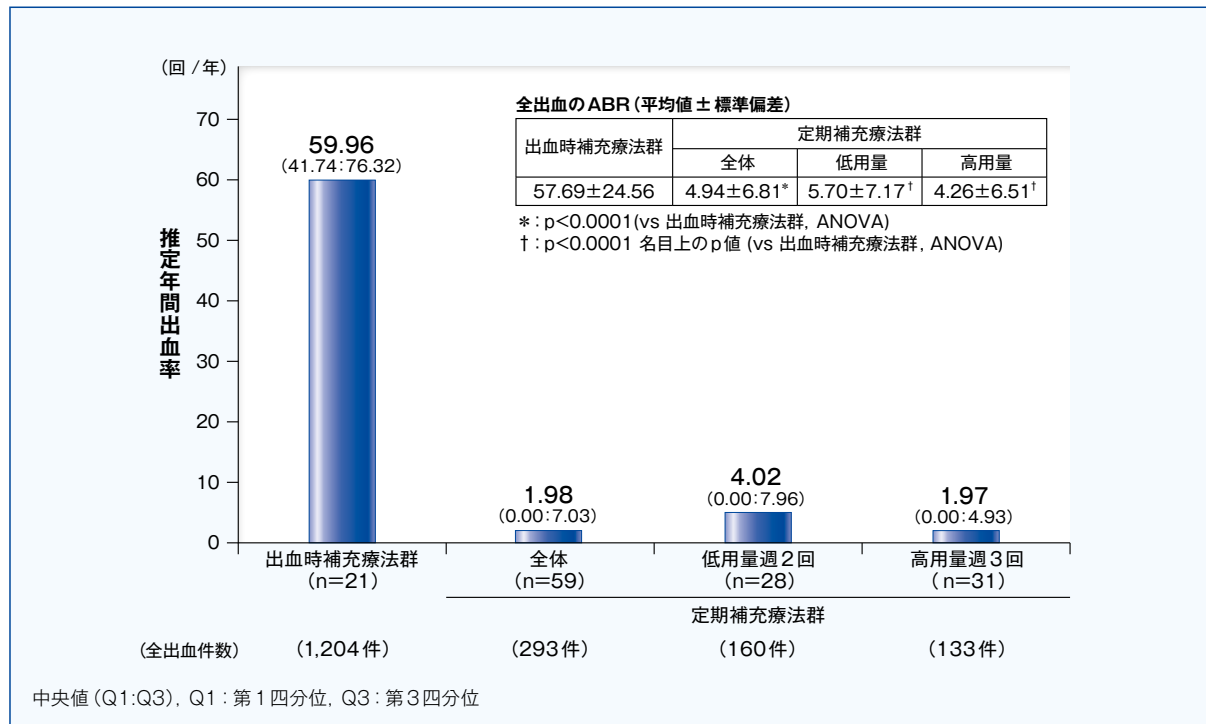 (回 /年)
70
60
50
40
30
20
10
0
推定年間出血率
59.96
(41.74:76.32)
1.98
(0.00:7.03)
4.02
(0.00:7.96)
1.97
(0.00:4.93)
全出血のABR(平均値±標準偏差)
出血時補充療法群 定期補充療法群
全体 低用量 高用量
57.69±24.56 4.94±6.81* 5.70±7.17† 4.26±6.51†
*:p<0.0001(vs 出血時補充療法群, ANOVA)
†:p<0.0001 名目上のp値 (vs 出血時補充療法群, ANOVA)
出血時補充療法群 全体 低用量週2回 高用量週3回
(n=21) (n=59) (n=28) (n=31)
定期補充療法群
(全出血件数) (1,204件) (293件) (160件) (133件)
中央値(Q1:Q3), Q1:第1四分位, Q3:第3四分位